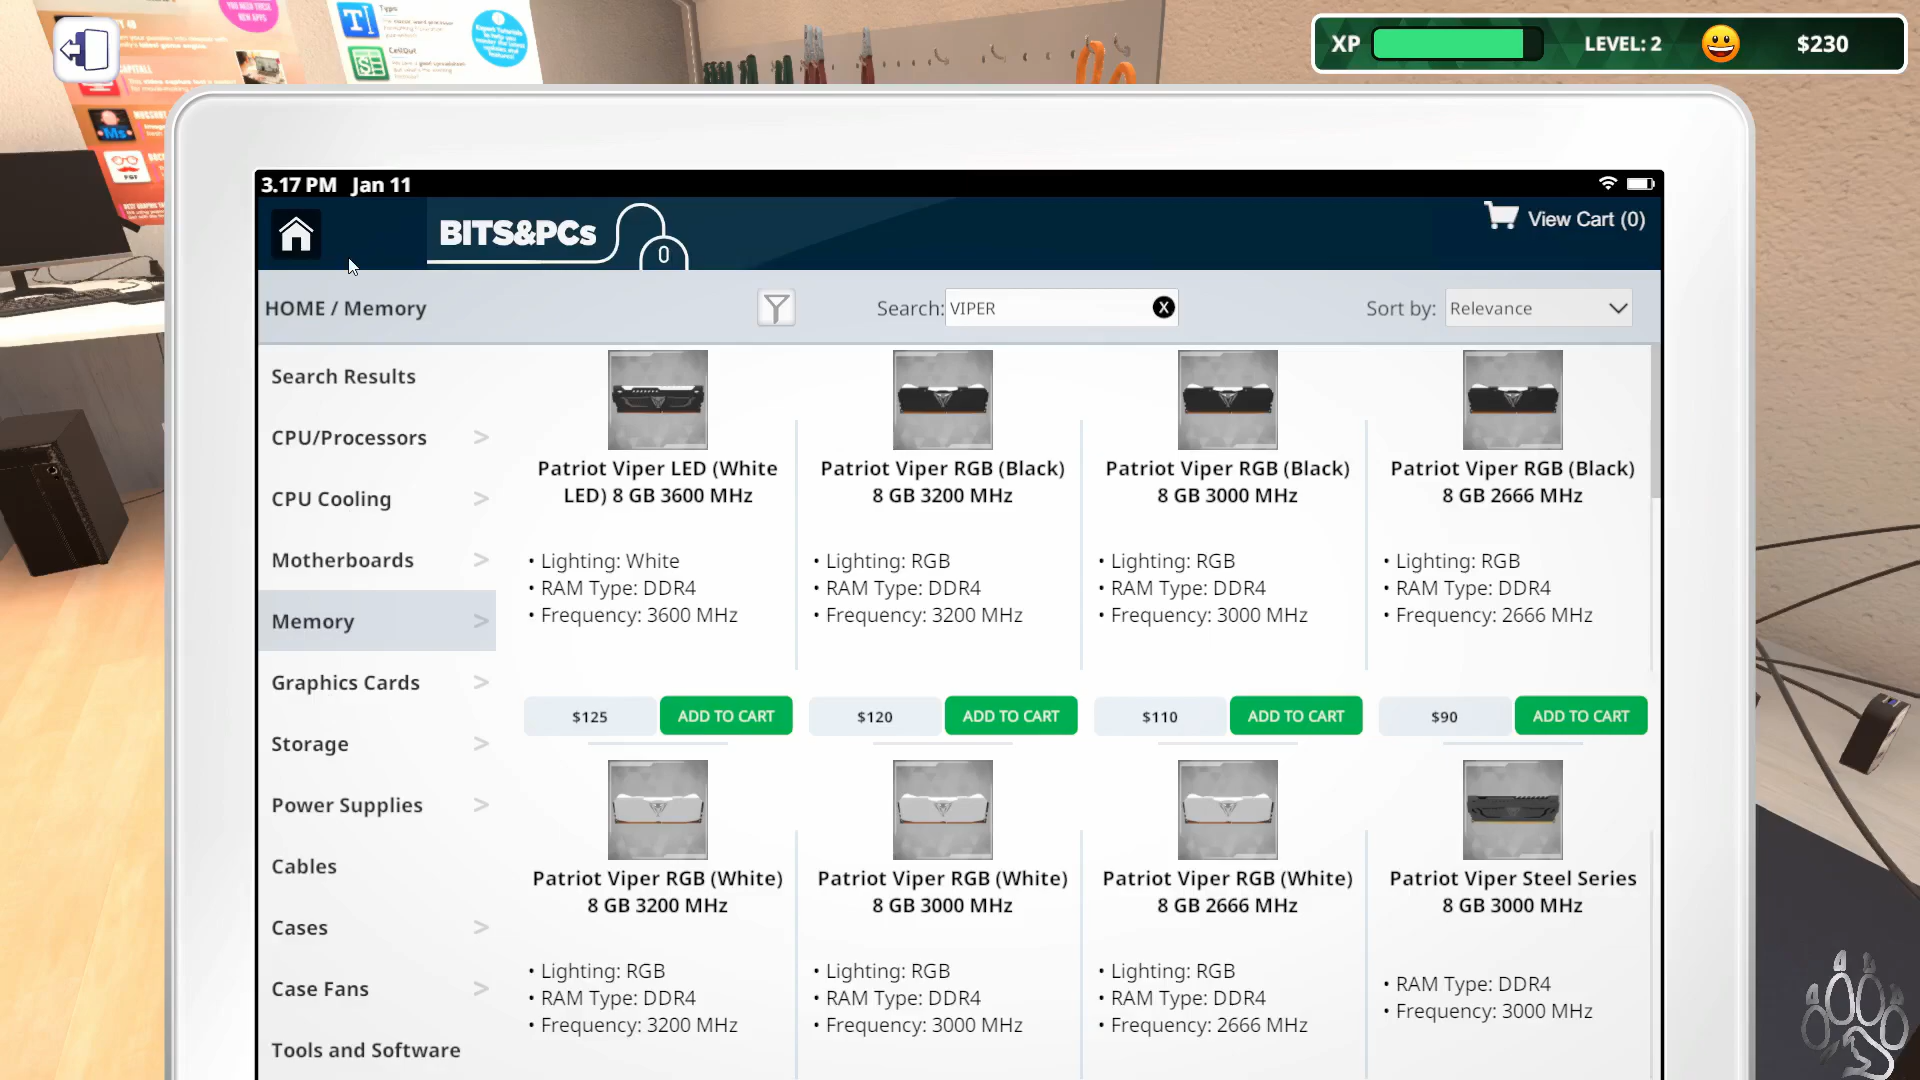 YOU NEED THESE
NEW APPS?
Typo
CellOut
XP
LEVEL: 2
$230
3.17 PM Jan 11
BITS&PCs
View Cart (0)
HOME / Memory
Search:
VIPER
X
Sort by:
Relevance
Search Results
CPU/Processors
CPU Cooling
Motherboards
Memory
Graphics Cards
Storage
Power Supplies
Cables
Cases
Case Fans
Tools and Software
Patriot Viper LED (White
LED) 8 GB 3600 MHz
• Lighting: White
• RAM Type: DDR4
• Frequency: 3600 MHz
$125
ADD TO CART
Patriot Viper RGB (Black)
8 GB 3200 MHz
• Lighting: RGB
• RAM Type: DDR4
• Frequency: 3200 MHz
$120
ADD TO CART
Patriot Viper RGB (Black)
8 GB 3000 MHz
• Lighting: RGB
• RAM Type: DDR4
• Frequency: 3000 MHz
$110
ADD TO CART
Patriot Viper RGB (Black)
8 GB 2666 MHz
• Lighting: RGB
• RAM Type: DDR4
• Frequency: 2666 MHz
$90
ADD TO CART
Patriot Viper RGB (White)
8 GB 3200 MHz
• Lighting: RGB
• RAM Type: DDR4
• Frequency: 3200 MHz
Patriot Viper RGB (White)
8 GB 3000 MHz
• Lighting: RGB
• RAM Type: DDR4
• Frequency: 3000 MHz
Patriot Viper RGB (White)
8 GB 2666 MHz
• Lighting: RGB
• RAM Type: DDR4
• Frequency: 2666 MHz
Patriot Viper Steel Series
8 GB 3000 MHz
• RAM Type: DDR4
• Frequency: 3000 MHz